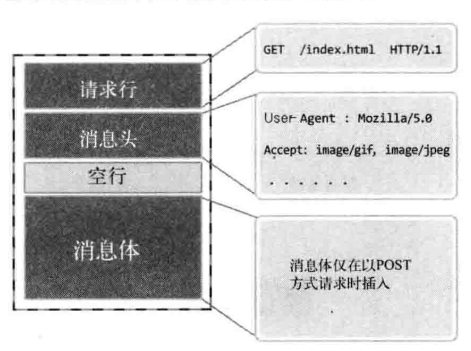 请求行
GET /index.html HTTP/1.1
消息头
User-Agent : Mozilla/5.0
Accept: image/gif, image/jpeg
. . . . . .
空行
消息体
消息体仅在以POST
方式请求时插入